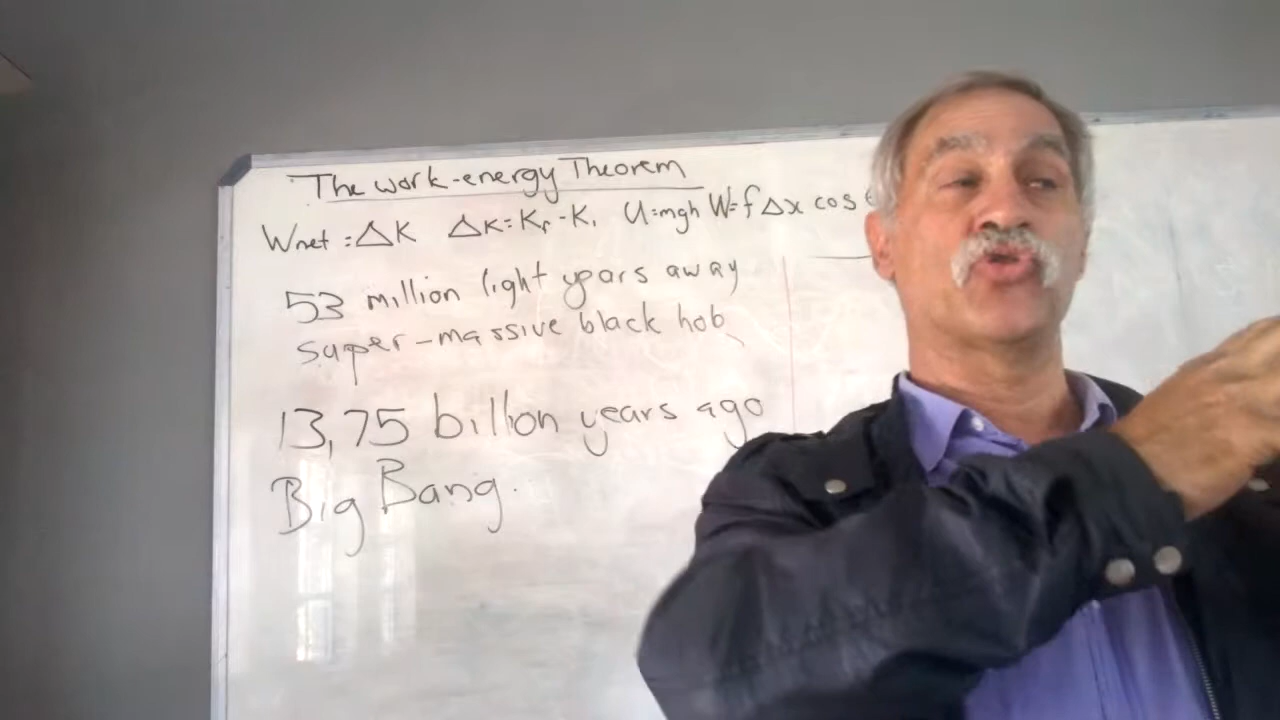 The work-energy Theorem
Wnet = ΔK ΔK = Kf - Ki U=mgh W=fΔx cos
53 million light years away
super-massive black hole
13,75 billion years ago
Big Bang.